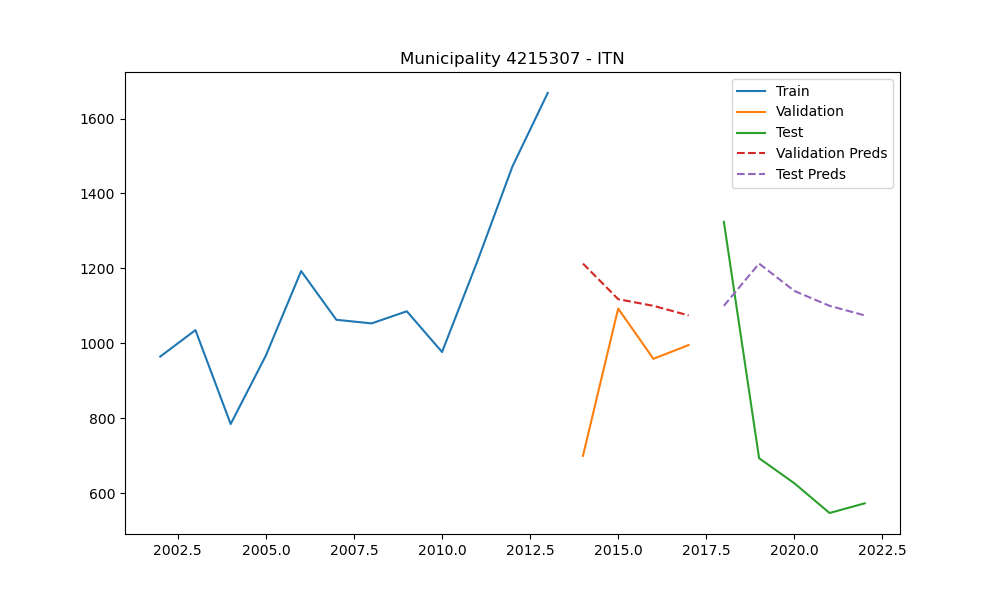 Municipality 4215307 - ITN
Train
Validation
Test
Validation Preds
Test Preds
1600
1400
1200
1000
800
600
2002.5 2005.0 2007.5 2010.0 2012.5 2015.0 2017.5 2020.0 2022.5